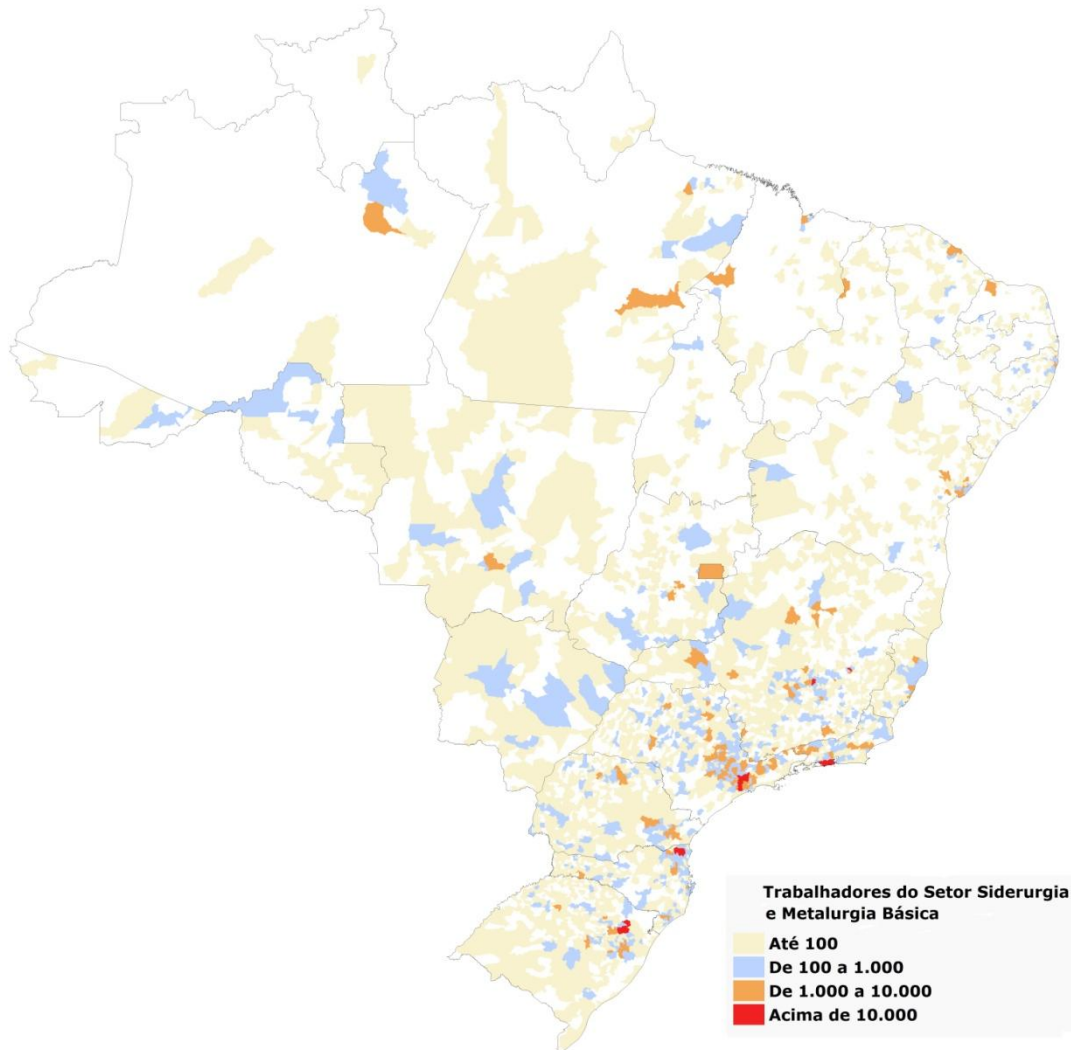 Trabalhadores do Setor Siderurgia
e Metalurgia Básica
Até 100
De 100 a 1.000
De 1.000 a 10.000
Acima de 10.000